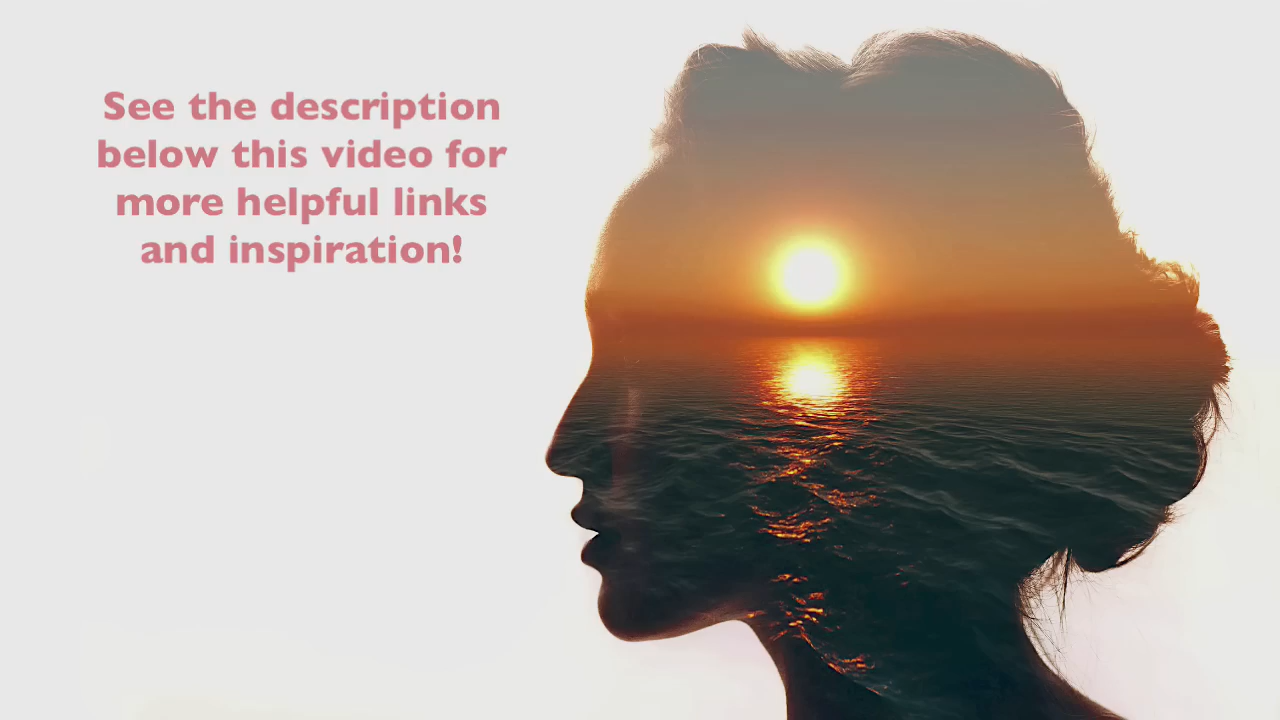 See the description
below this video for
more helpful links
and inspiration!